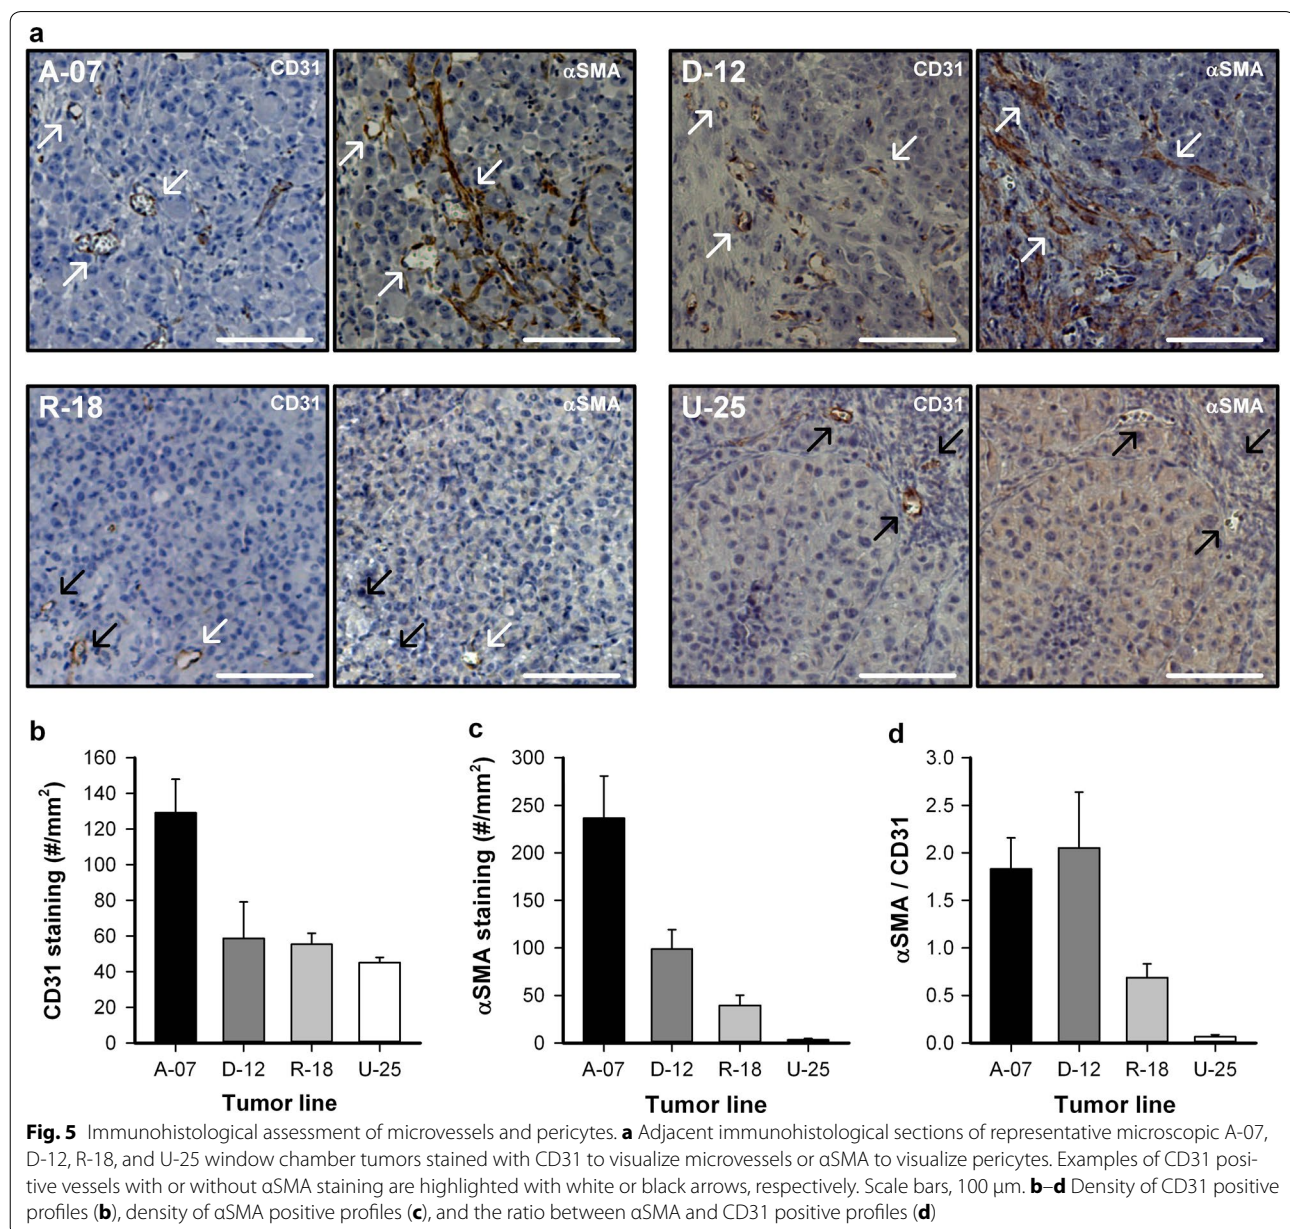 a
A-07 CD31 αSMA D-12 CD31 αSMA
R-18 CD31 αSMA U-25 CD31 αSMA
b c d
CD31 staining (#/mm²)
160
140
120
100
80
60
40
20
0
A-07 D-12 R-18 U-25
Tumor line
αSMA staining (#/mm²)
300
250
200
150
100
50
0
A-07 D-12 R-18 U-25
Tumor line
αSMA / CD31
3.0
2.5
2.0
1.5
1.0
0.5
0.0
A-07 D-12 R-18 U-25
Tumor line
Fig. 5 Immunohistological assessment of microvessels and pericytes. a Adjacent immunohistological sections of representative microscopic A-07,
D-12, R-18, and U-25 window chamber tumors stained with CD31 to visualize microvessels or αSMA to visualize pericytes. Examples of CD31 posi-
tive vessels with or without αSMA staining are highlighted with white or black arrows, respectively. Scale bars, 100 μm. b–d Density of CD31 positive
profiles (b), density of αSMA positive profiles (c), and the ratio between αSMA and CD31 positive profiles (d)